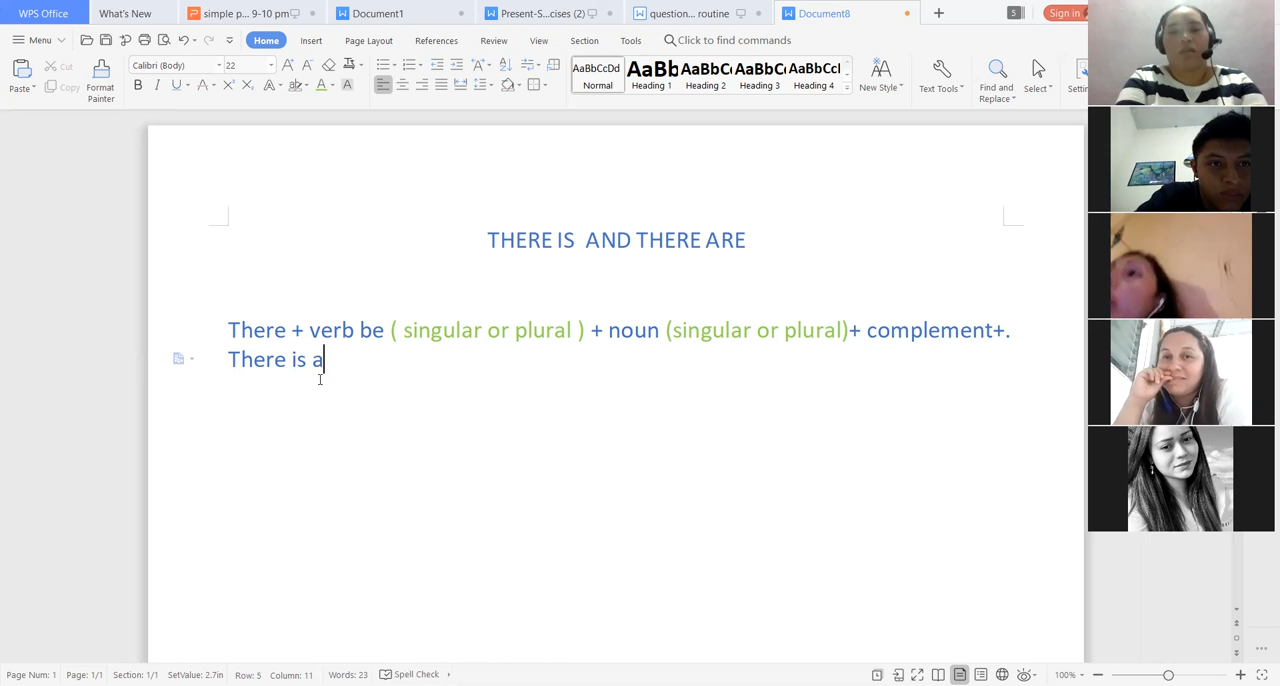 WPS Office What's New simple p... 9-10 pm Document1 Present-S...cises (2) question... routine Document8 + S Sign in
Menu Home Insert Page Layout References Review View Section Tools Click to find commands
Paste Cut Copy Format Painter Calibri (Body) 22 AaBbCcDd Normal AaBb Heading 1 AaBbC Heading 2 AaBbC Heading 3 AaBbCcI Heading 4 New Style Text Tools Find and Replace Select Settin
THERE IS AND THERE ARE
There + verb be ( singular or plural ) + noun (singular or plural)+ complement+.
There is a
Page Num: 1 Page: 1/1 Section: 1/1 SetValue: 2.7in Row: 5 Column: 11 Words: 23 Spell Check 100%